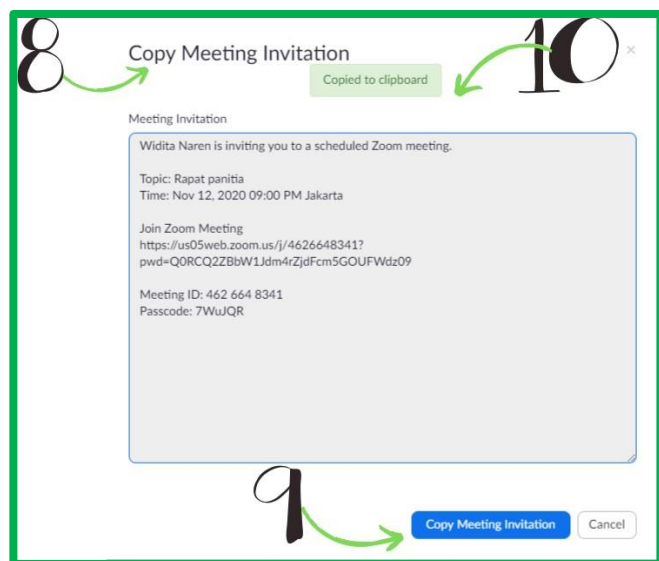 8
10
Copy Meeting Invitation
×
Copied to clipboard
Meeting Invitation
Widita Naren is inviting you to a scheduled Zoom meeting.
Topic: Rapat panitia
Time: Nov 12, 2020 09:00 PM Jakarta
Join Zoom Meeting
https://us05web.zoom.us/j/4626648341?
pwd=Q0RCQ2ZBbW1Jdm4rZjdFcm5GOUFWdz09
Meeting ID: 462 664 8341
Passcode: 7WuJQR
9
Copy Meeting Invitation
Cancel